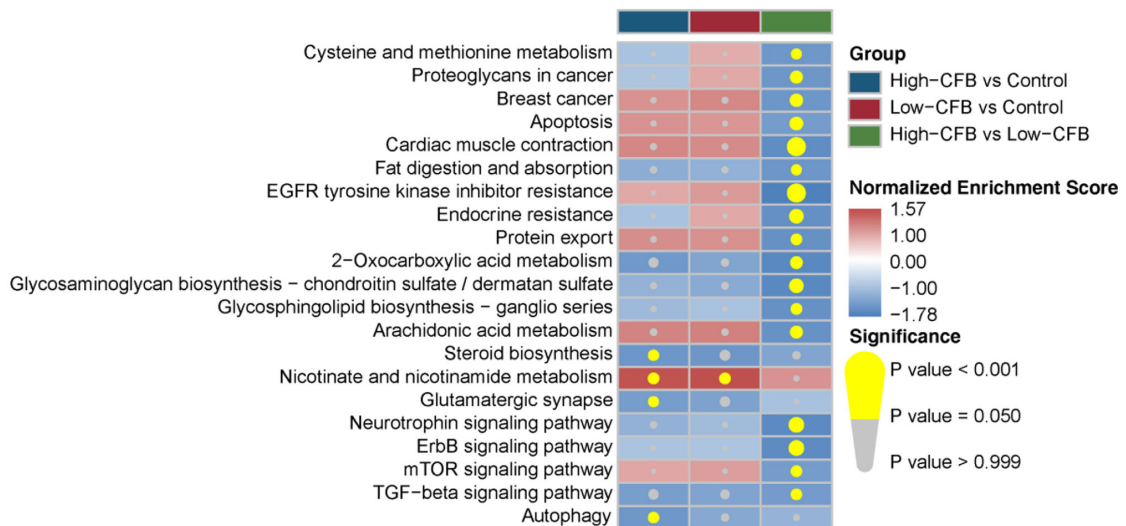 Cysteine and methionine metabolism
Proteoglycans in cancer
Breast cancer
Apoptosis
Cardiac muscle contraction
Fat digestion and absorption
EGFR tyrosine kinase inhibitor resistance
Endocrine resistance
Protein export
2−Oxocarboxylic acid metabolism
Glycosaminoglycan biosynthesis − chondroitin sulfate / dermatan sulfate
Glycosphingolipid biosynthesis − ganglio series
Arachidonic acid metabolism
Steroid biosynthesis
Nicotinate and nicotinamide metabolism
Glutamatergic synapse
Neurotrophin signaling pathway
ErbB signaling pathway
mTOR signaling pathway
TGF−beta signaling pathway
Autophagy
Group
High−CFB vs Control
Low−CFB vs Control
High−CFB vs Low−CFB
Normalized Enrichment Score
1.57
1.00
0.00
−1.00
−1.78
Significance
P value < 0.001
P value = 0.050
P value > 0.999